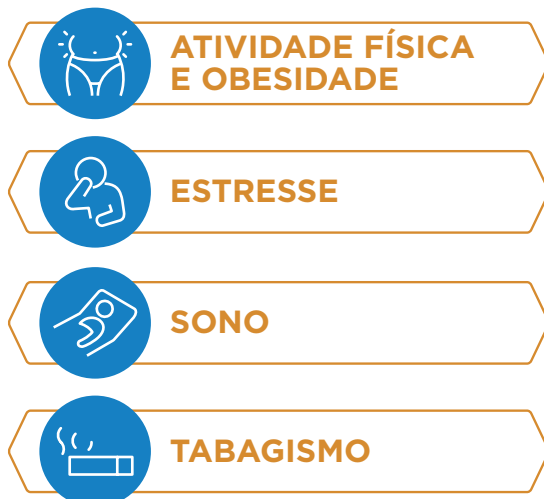 ATIVIDADE FÍSICA
E OBESIDADE
ESTRESSE
SONO
TABAGISMO